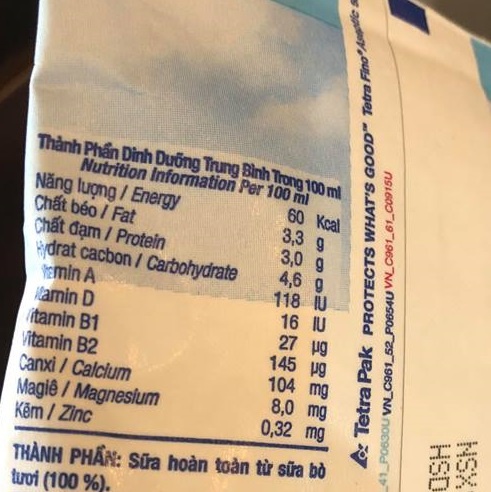 Thành Phần Dinh Dưỡng Trung Bình Trong 100 ml
Nutrition Information Per 100 ml
Năng lượng / Energy 60 Kcal
Chất béo / Fat 3,3 g
Chất đạm / Protein 3,0 g
Hydrat cacbon / Carbohydrate 4,6 g
Vitamin A 118 IU
Vitamin D 16 IU
Vitamin B1 27 µg
Vitamin B2 145 µg
Canxi / Calcium 104 mg
Magiê / Magnesium 8,0 mg
Kẽm / Zinc 0,32 mg
THÀNH PHẦN: Sữa hoàn toàn từ sữa bò
tươi (100 %).
Tetra Pak PROTECTS WHAT'S GOOD™ Tetra Fino® Aseptic
41_P0630U VN_C961_52_P0654U VN_C961_61_C0915U
NSX
HSD